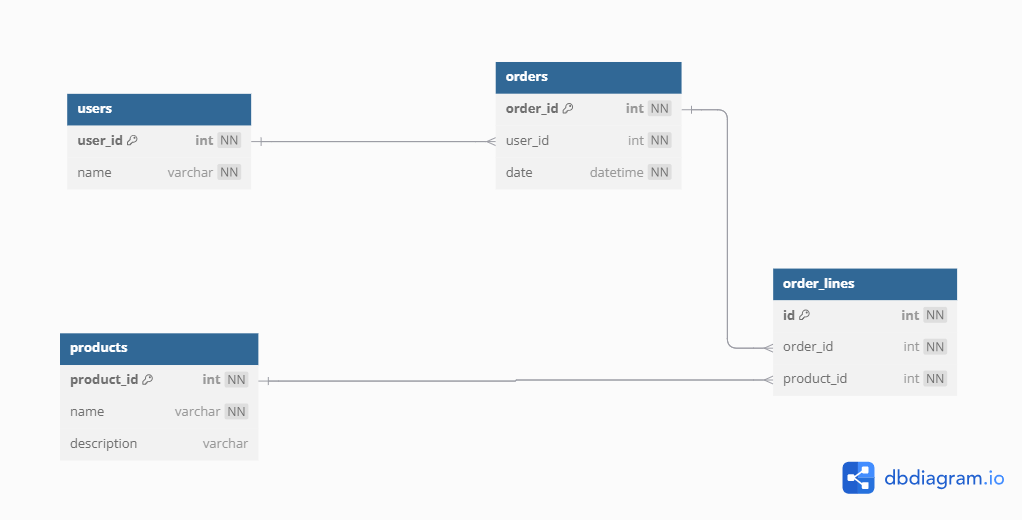 users
user_id int NN
name varchar NN
orders
order_id int NN
user_id int NN
date datetime NN
products
product_id int NN
name varchar NN
description varchar
order_lines
id int NN
order_id int NN
product_id int NN
dbdiagram.io